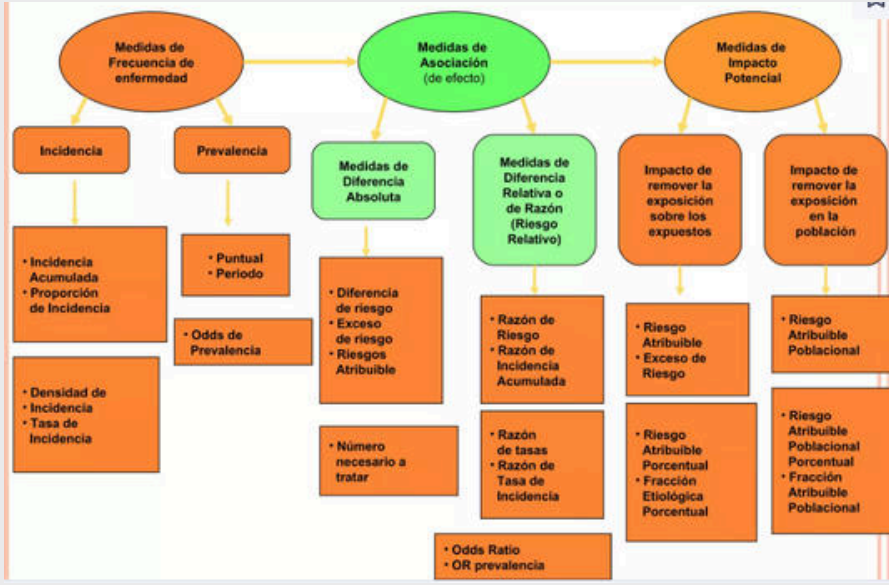 Medidas de
Frecuencia de
enfermedad
Medidas de
Asociación
(de efecto)
Medidas de
Impacto
Potencial
Incidencia
Prevalencia
Medidas de
Diferencia
Absoluta
Medidas de
Diferencia
Relativa o
de Razón
(Riesgo
Relativo)
Impacto de
remover la
exposición
sobre los
expuestos
Impacto de
remover la
exposición
en la
población
• Incidencia
Acumulada
• Proporción
de Incidencia
• Puntual
• Periodo
• Diferencia
de riesgo
• Exceso
de riesgo
• Riesgos
Atribuible
• Razón de
Riesgo
• Razón de
Incidencia
Acumulada
• Riesgo
Atribuible
• Exceso de
Riesgo
• Riesgo
Atribuible
Poblacional
• Odds de
Prevalencia
• Densidad de
• Incidencia
• Tasa de
Incidencia
• Número
necesario a
tratar
• Razón
de tasas
• Razón de
Tasa de
Incidencia
• Riesgo
Atribuible
Porcentual
• Fracción
Etiológica
Porcentual
• Riesgo
Atribuible
Poblacional
Porcentual
• Fracción
Atribuible
Poblacional
• Odds Ratio
• OR prevalencia